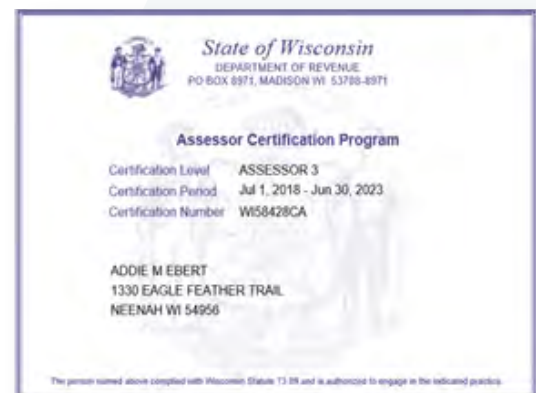 State of Wisconsin
DEPARTMENT OF REVENUE
PO BOX 8971, MADISON WI 53708-8971
Assessor Certification Program
Certification Level ASSESSOR 3
Certification Period Jul 1, 2018 - Jun 30, 2023
Certification Number WI58428CA
ADDIE M EBERT
1330 EAGLE FEATHER TRAIL
NEENAH WI 54956
The person named above complied with Wisconsin Statute 73.09 and is authorized to engage in the indicated practice.